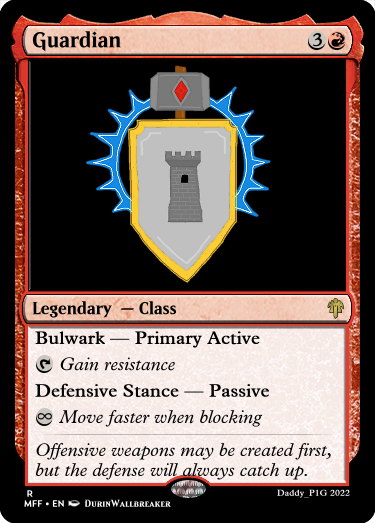 Guardian 3
Legendary — Class
Bulwark — Primary Active
Gain resistance
Defensive Stance — Passive
∞ Move faster when blocking
Offensive weapons may be created first,
but the defense will always catch up.
R
MFF • EN DurinWallbreaker
Daddy_P1G 2022